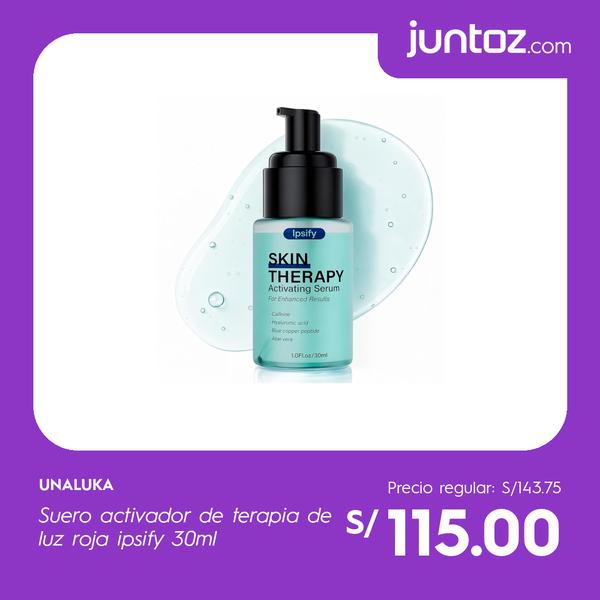 juntoz.com
Ipsify
SKIN
THERAPY
Activating Serum
For Enhanced Results
Caffeine
Hyaluronic acid
Blue copper peptide
Aloe vera
1.0Fl.oz/30ml
UNALUKA
Suero activador de terapia de
luz roja ipsify 30ml
Precio regular: S/143.75
S/115.00